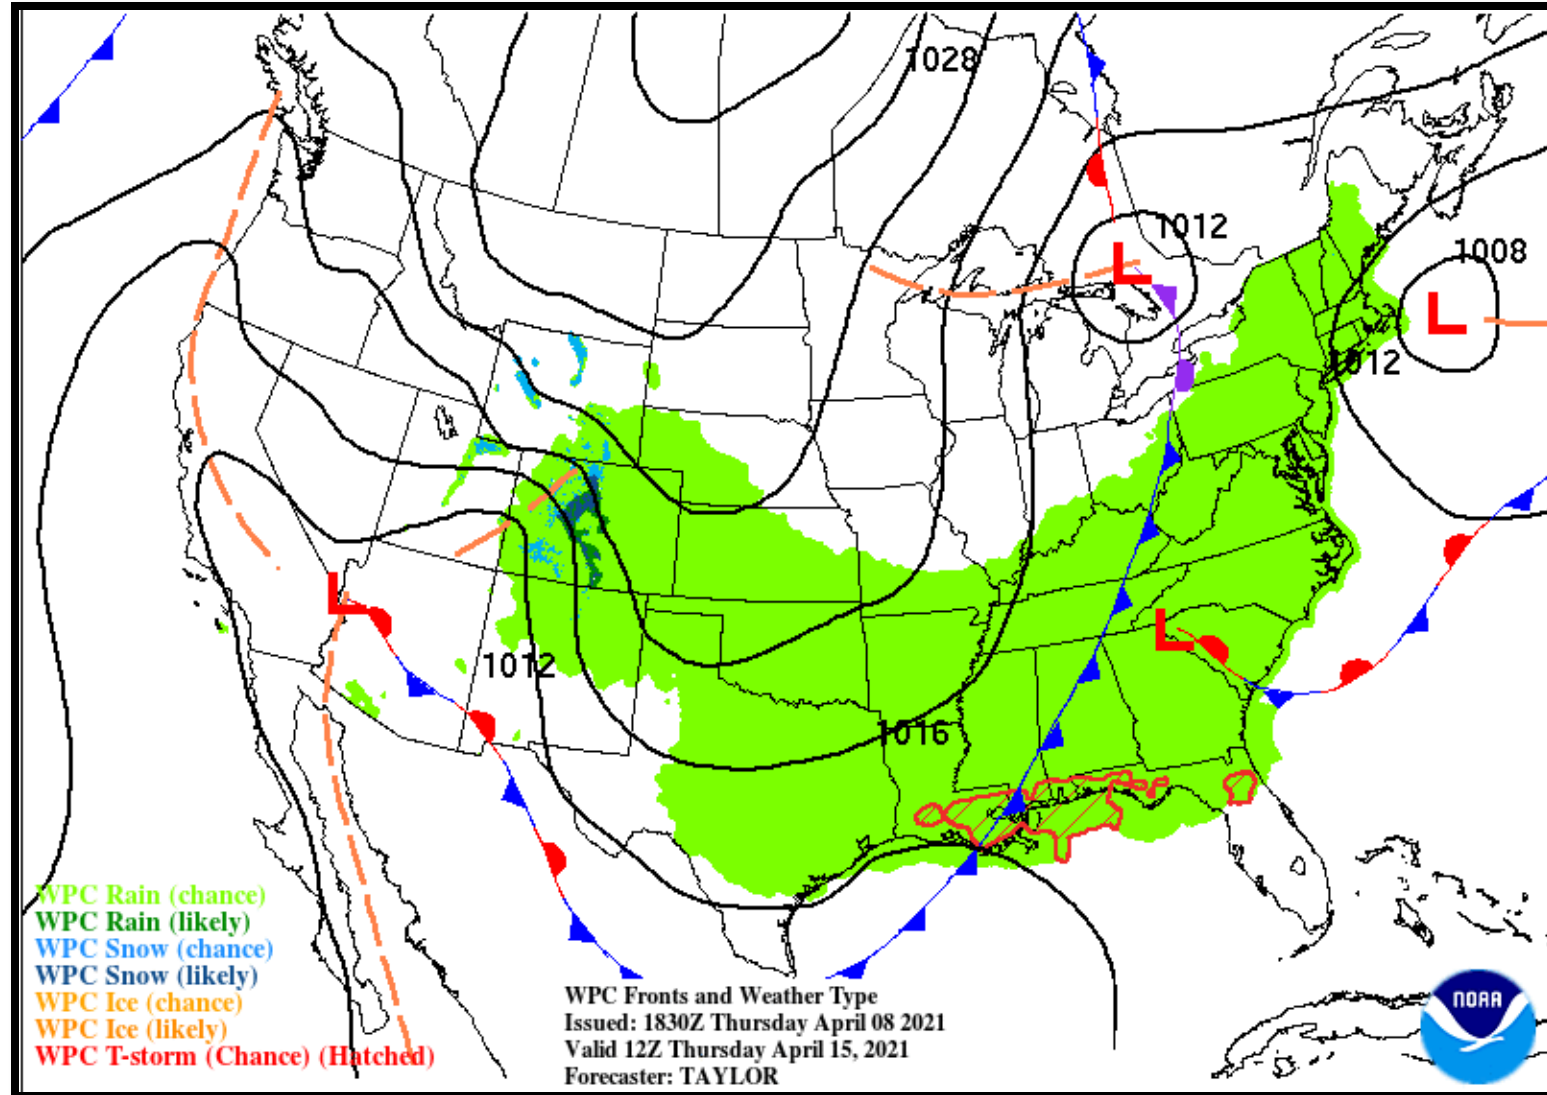 1028
1012
1008
1012
1012
1016
WPC Rain (chance)
WPC Rain (likely)
WPC Snow (chance)
WPC Snow (likely)
WPC Ice (chance)
WPC Ice (likely)
WPC T-storm (Chance) (Hatched)
WPC Fronts and Weather Type
Issued: 1830Z Thursday April 08 2021
Valid 12Z Thursday April 15, 2021
Forecaster: TAYLOR
L
L
L
L
NOAA